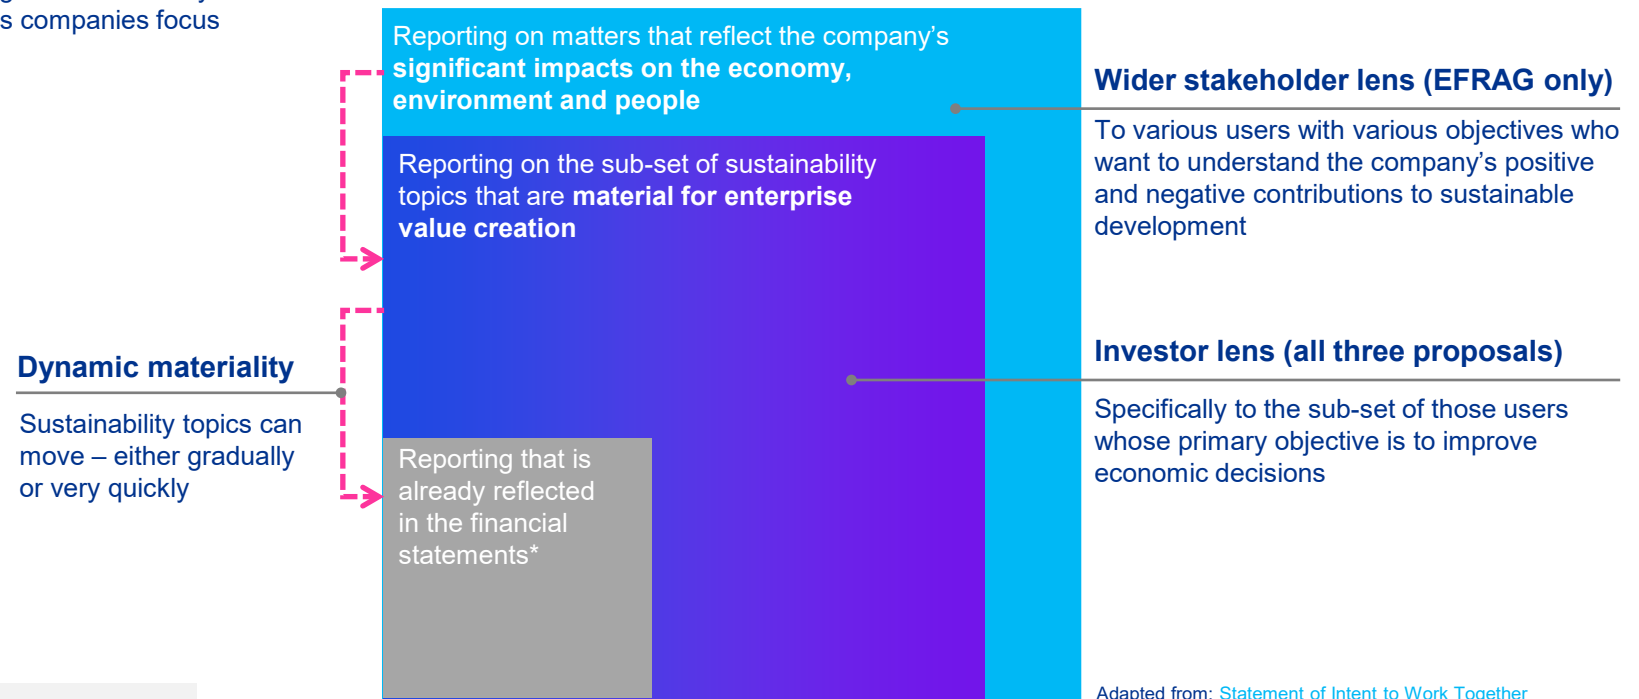 s companies focus
Reporting on matters that reflect the company's
significant impacts on the economy,
environment and people
Reporting on the sub-set of sustainability
topics that are material for enterprise
value creation
Reporting that is
already reflected
in the financial
statements*
Dynamic materiality
Sustainability topics can
move – either gradually
or very quickly
Wider stakeholder lens (EFRAG only)
To various users with various objectives who
want to understand the company's positive
and negative contributions to sustainable
development
Investor lens (all three proposals)
Specifically to the sub-set of those users
whose primary objective is to improve
economic decisions
Adapted from: Statement of Intent to Work Together